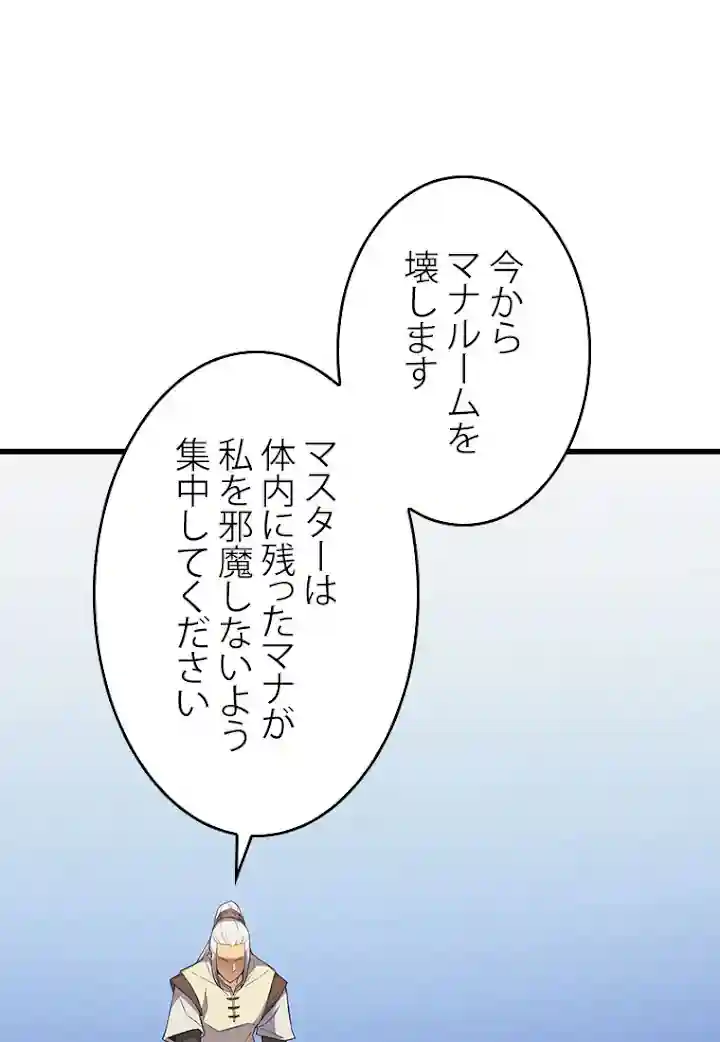 今から
マナルームを
壊します
マスターは
体内に残ったマナが
私を邪魔しないよう
集中してください